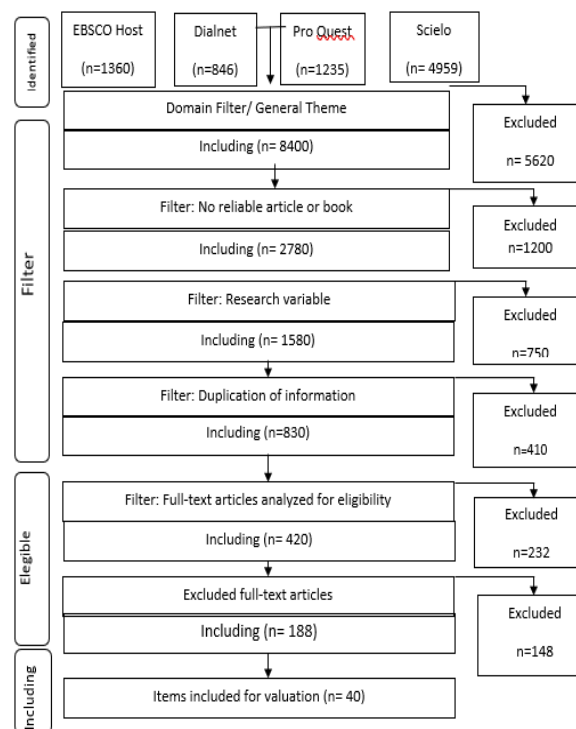 Identified
EBSCO Host
(n=1360)
Dialnet
(n=846)
Pro Quest
(n=1235)
Scielo
(n= 4959)
Filter
Domain Filter/ General Theme
Including (n= 8400)
Excluded
n= 5620
Filter: No reliable article or book
Including (n= 2780)
Excluded
n=1200
Filter: Research variable
Including (n= 1580)
Excluded
n=750
Filter: Duplication of information
Including (n=830)
Excluded
n=410
Elegible
Filter: Full-text articles analyzed for eligibility
Including (n= 420)
Excluded
n=232
Excluded full-text articles
Including (n= 188)
Excluded
n=148
Including
Items included for valuation (n= 40)